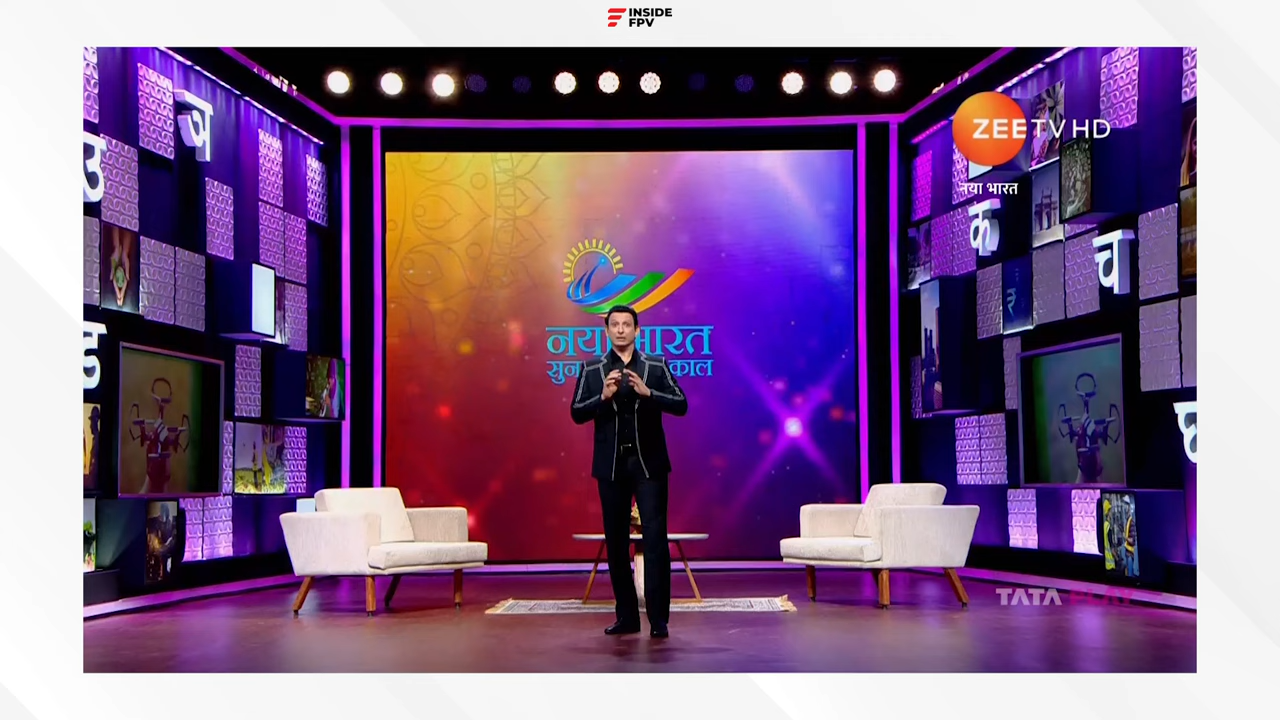 INSIDE
FPV
ZEE TV HD
नया भारत
अ
उ
क
च
नया भारत
सुन काल
ड
छ
TATA PLAY